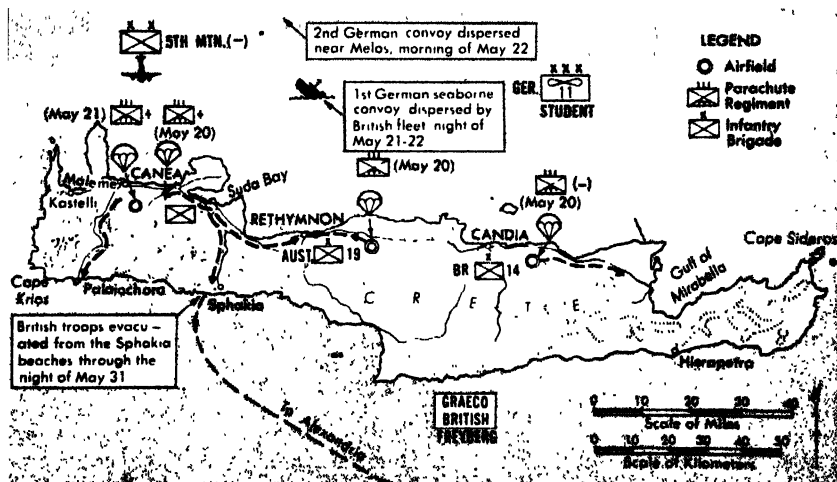 5TH MTN.(-)
2nd German convoy dispersed
near Melos, morning of May 22
LEGEND
Airfield
Parachute
Regiment
Infantry
Brigade
GER.
XXX
11
STUDENT
1st German seaborne
convoy dispersed by
British fleet night of
May 21-22
(May 21)
+
+
(May 20)
(May 20)
(-)
(May 20)
Maleme
CANEA
Kastelli
Suda Bay
RETHYMNON
CANDIA
AUST
19
BR
14
Gulf of
Mirabella
Cape Sideros
Cape
Krios
Palaiochora
Sphakia
CRETE
Hierapetra
British troops evacu-
ated from the Sphakia
beaches through the
night of May 31
To Alexandria
GRAECO
BRITISH
FREYBERG
0 10 20 30 40
Scale of Miles
0 10 20 30 40 50
Scale of Kilometers